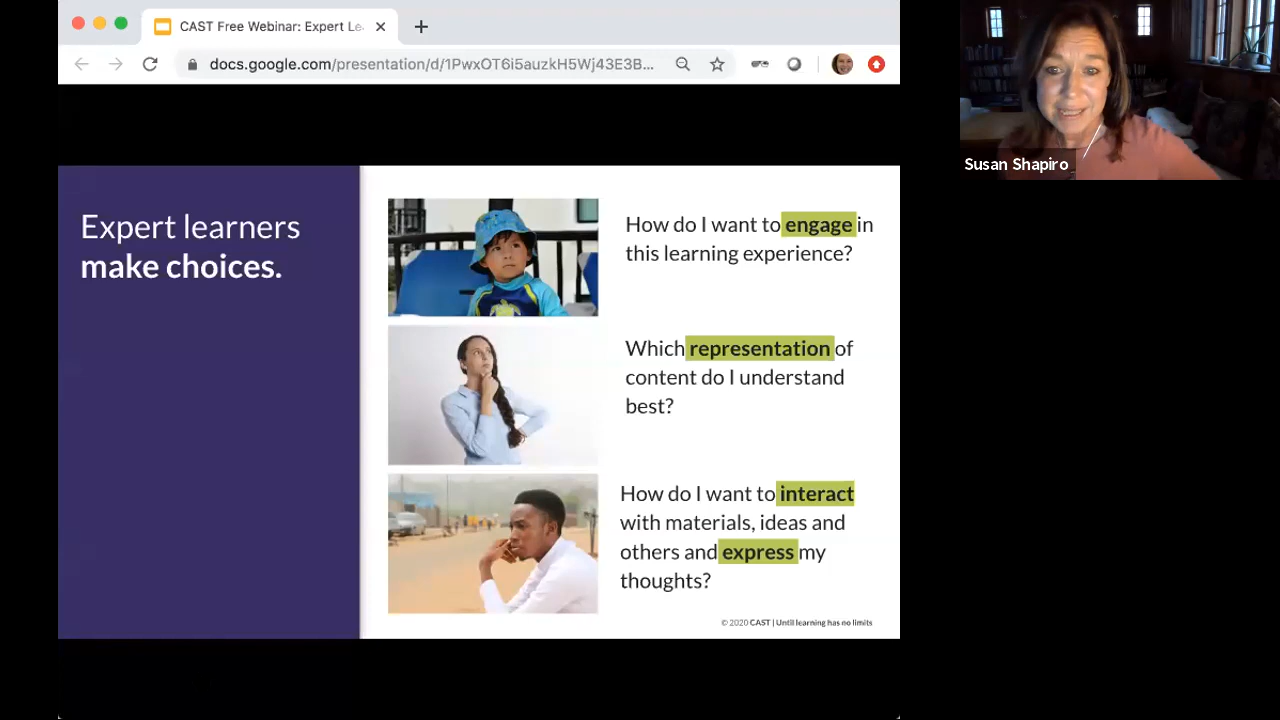 CAST Free Webinar: Expert Le
docs.google.com/presentation/d/1PwxOT6i5auzkH5Wj43E3B...
Susan Shapiro
Expert learners
make choices.
How do I want to engage in
this learning experience?
Which representation of
content do I understand
best?
How do I want to interact
with materials, ideas and
others and express my
thoughts?
© 2020 CAST | Until learning has no limits